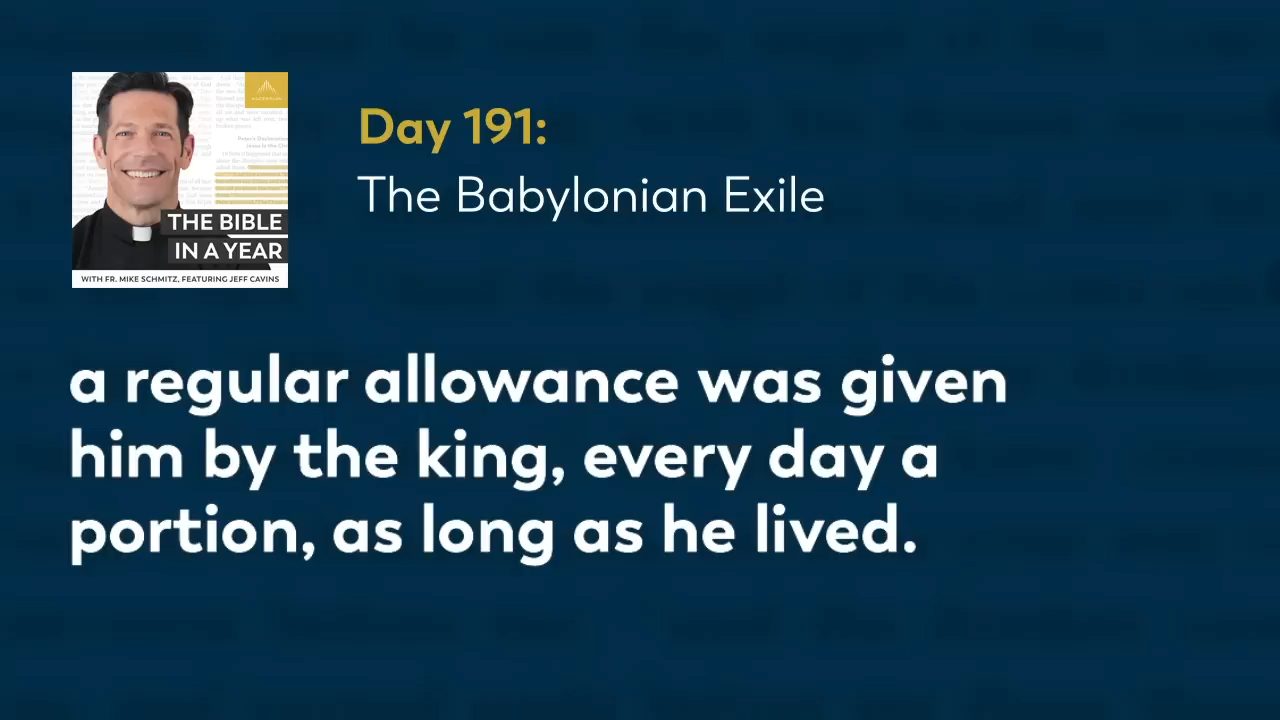 Day 191:
The Babylonian Exile
THE BIBLE
IN A YEAR
WITH FR. MIKE SCHMITZ, FEATURING JEFF CAVINS
a regular allowance was given
him by the king, every day a
portion, as long as he lived.